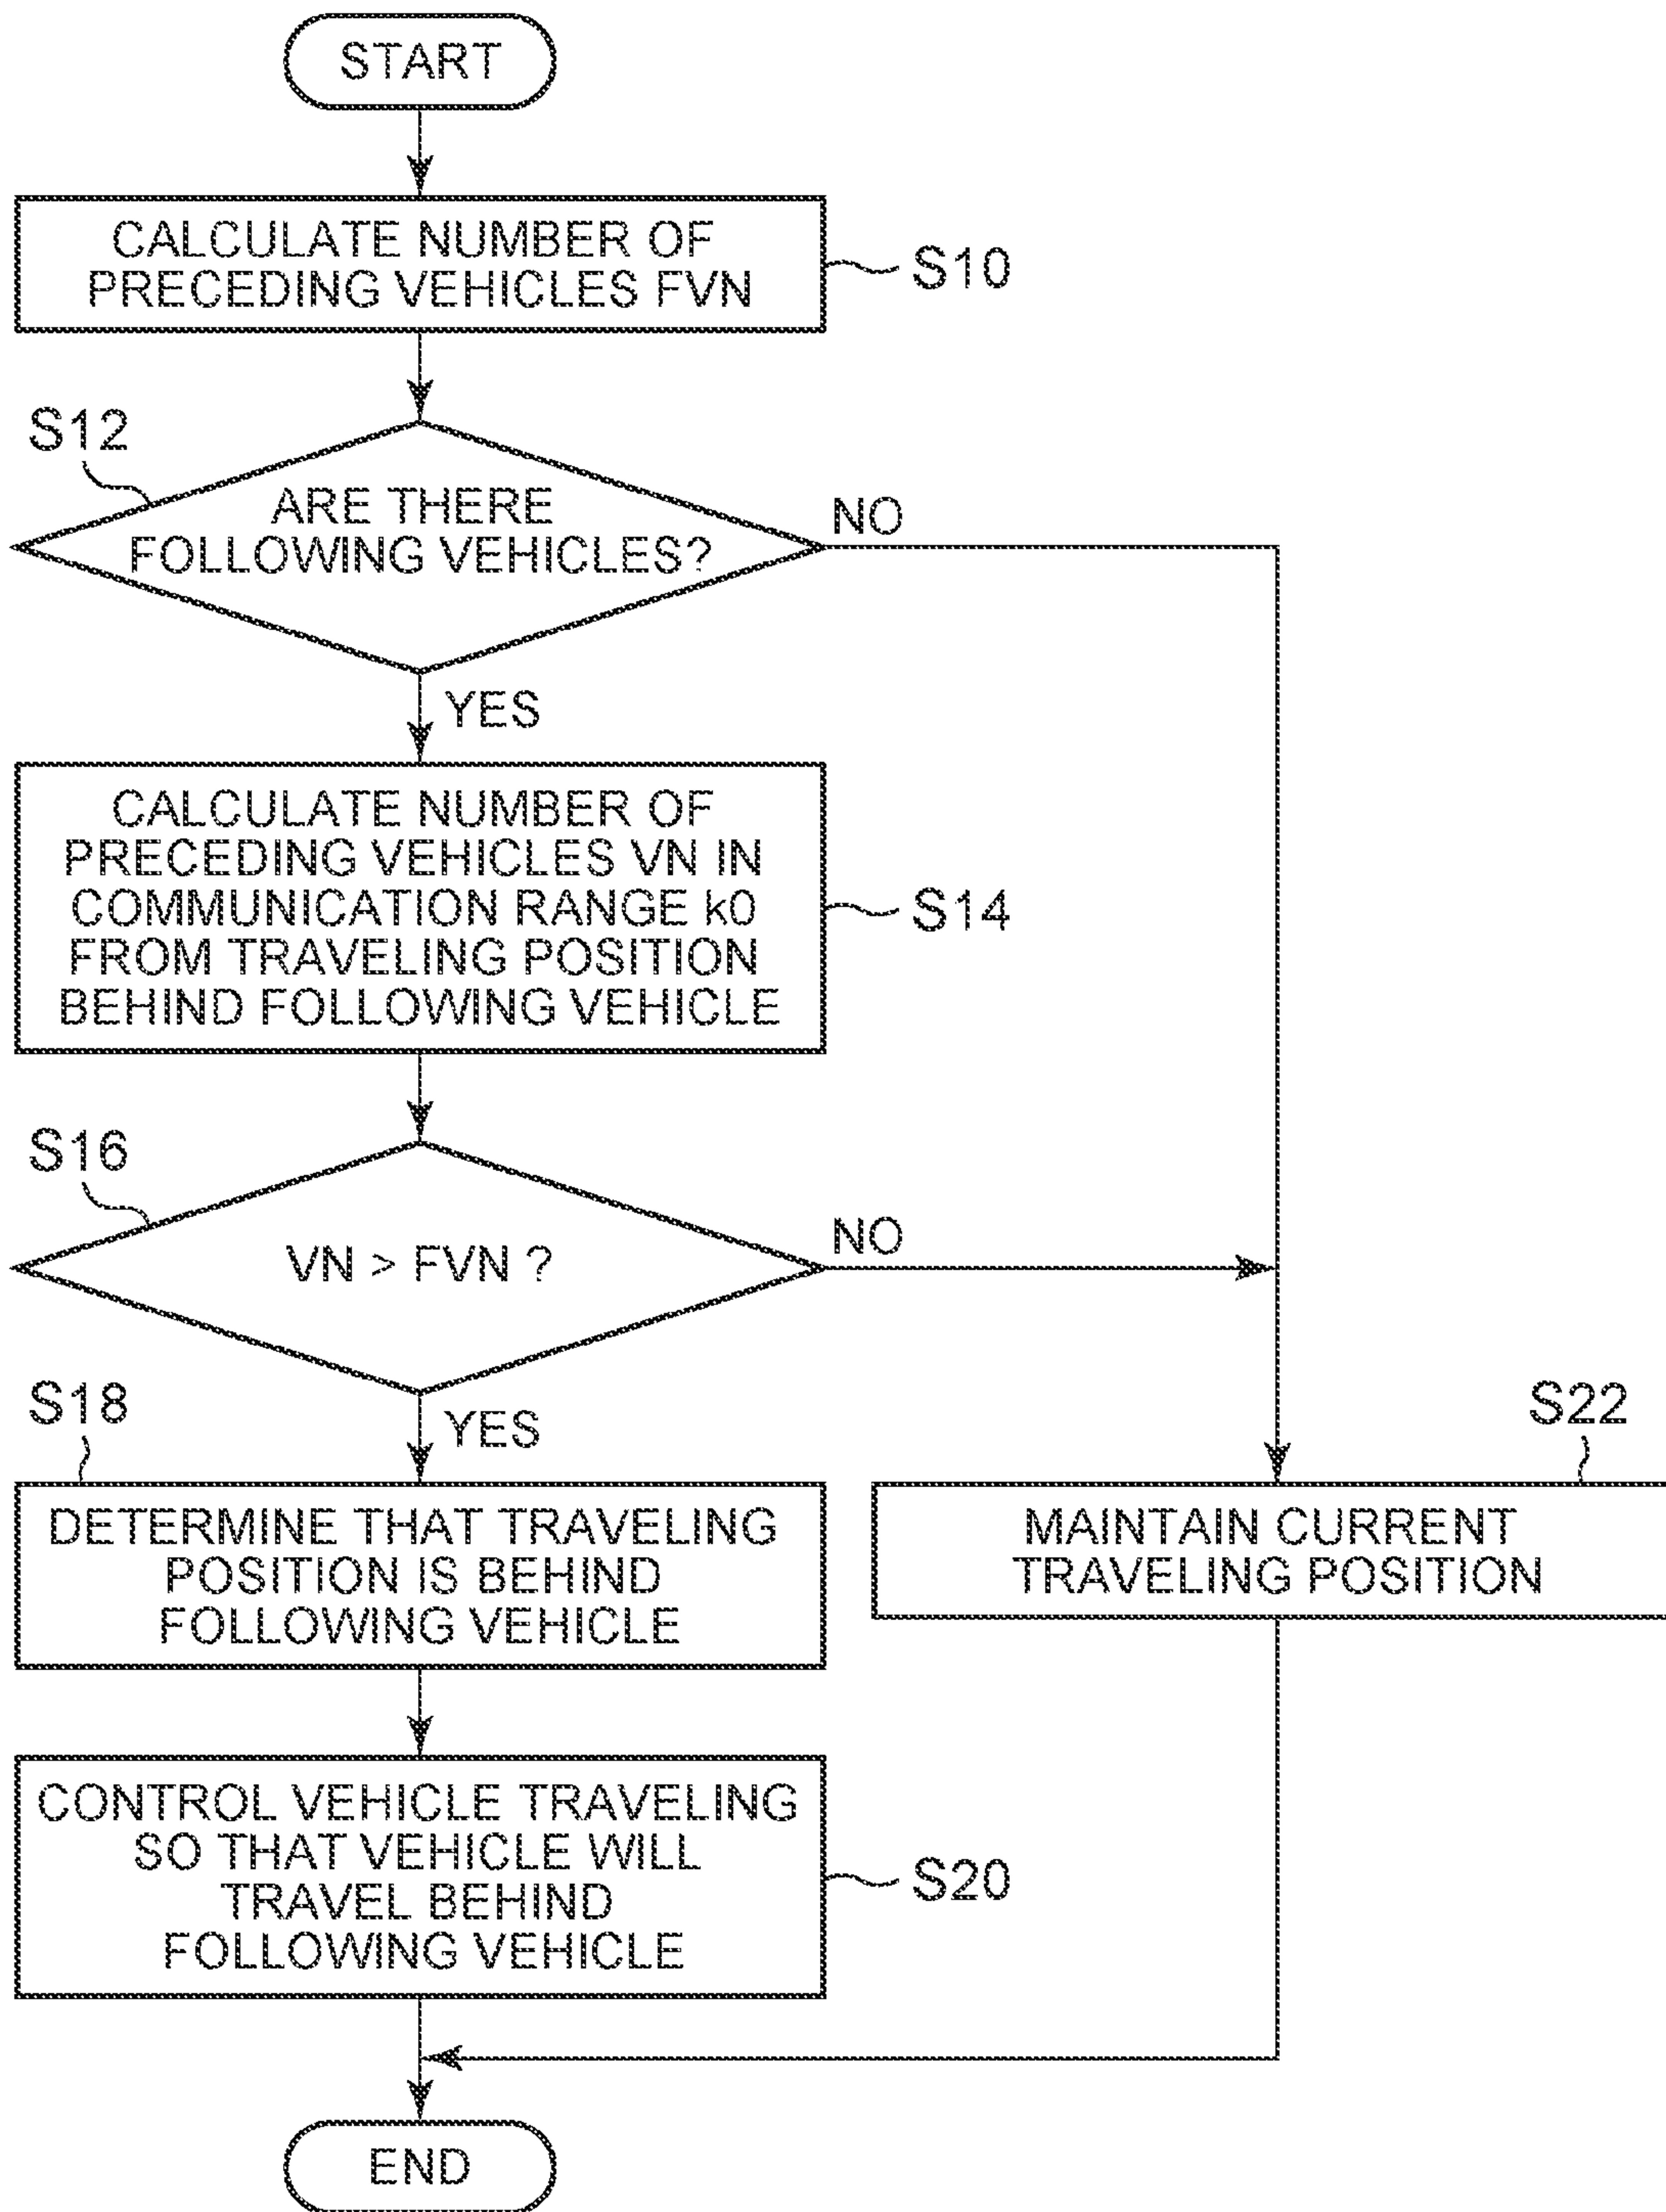 START
CALCULATE NUMBER OF
PRECEDING VEHICLES FVN
S10
S12
ARE THERE
FOLLOWING VEHICLES?
NO
YES
CALCULATE NUMBER OF
PRECEDING VEHICLES VN IN
COMMUNICATION RANGE k0
FROM TRAVELING POSITION
BEHIND FOLLOWING VEHICLE
S14
S16
VN > FVN ?
NO
YES
S18
DETERMINE THAT TRAVELING
POSITION IS BEHIND
FOLLOWING VEHICLE
S22
MAINTAIN CURRENT
TRAVELING POSITION
CONTROL VEHICLE TRAVELING
SO THAT VEHICLE WILL
TRAVEL BEHIND
FOLLOWING VEHICLE
S20
END